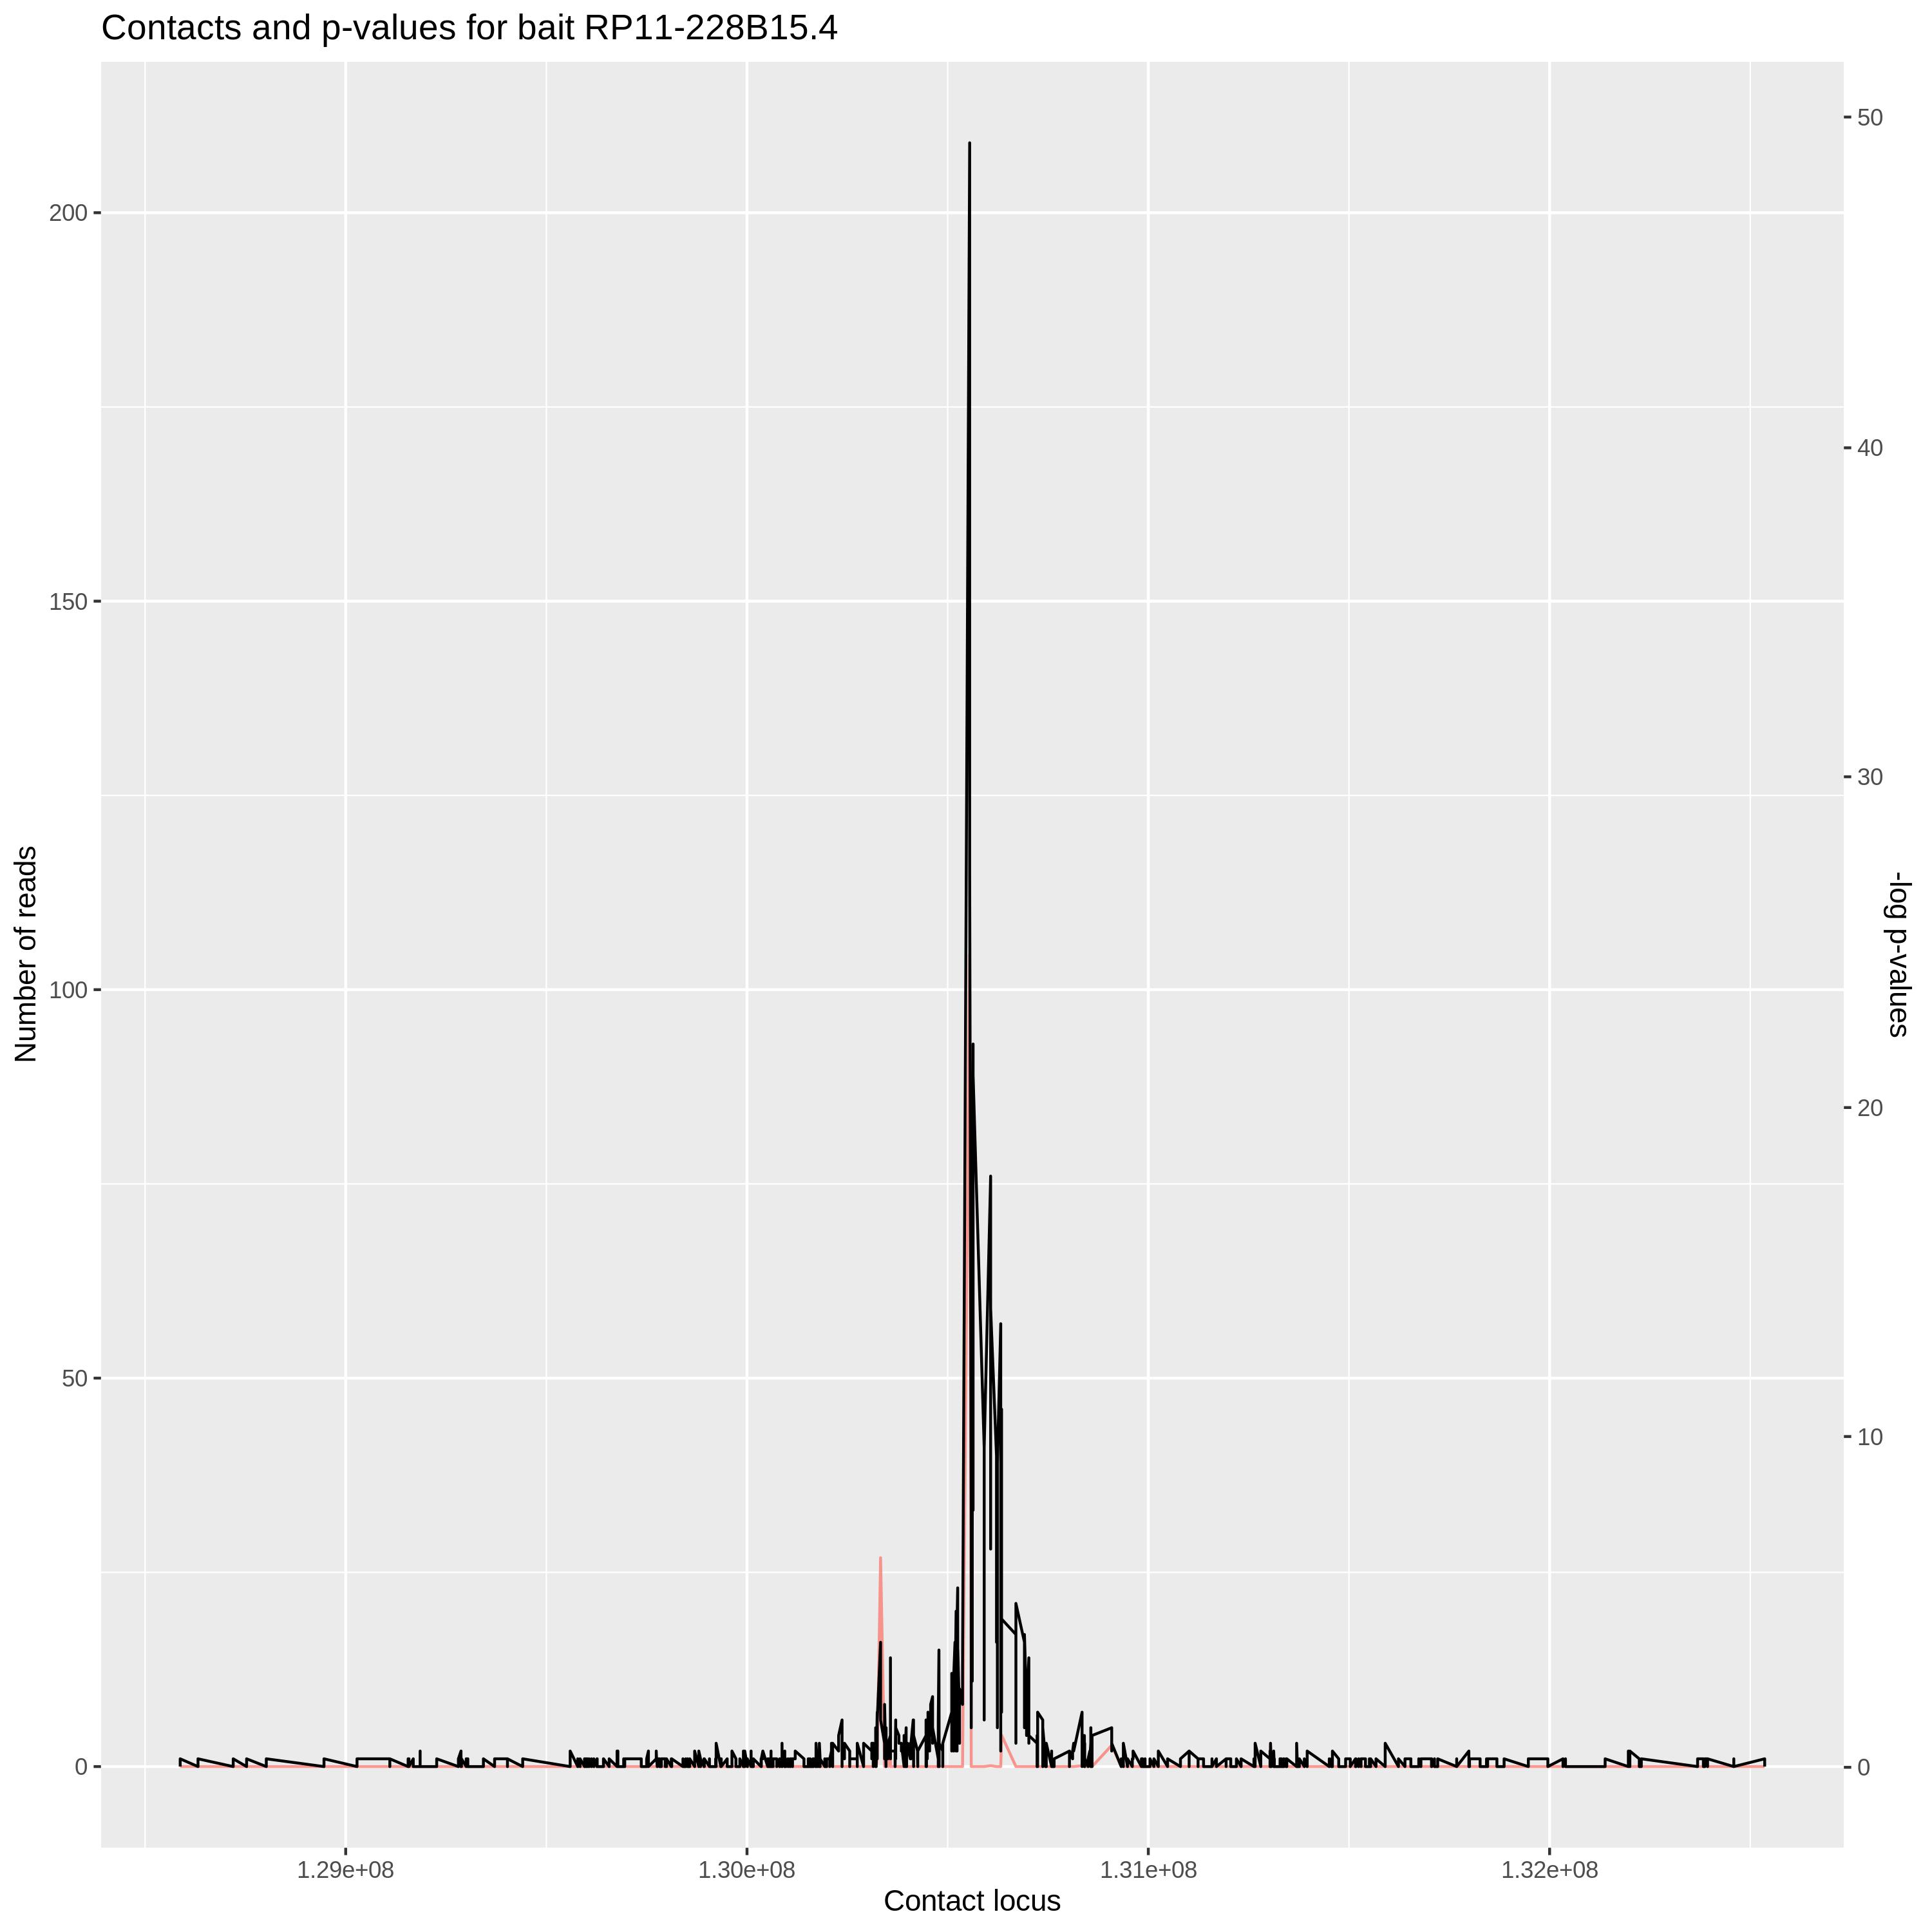 Contacts and p-values for bait RP11-228B15.4
Number of reads
200
150
100
50
0
50
40
30
20
10
0
-log p-values
1.29e+08
1.30e+08
1.31e+08
1.32e+08
Contact locus